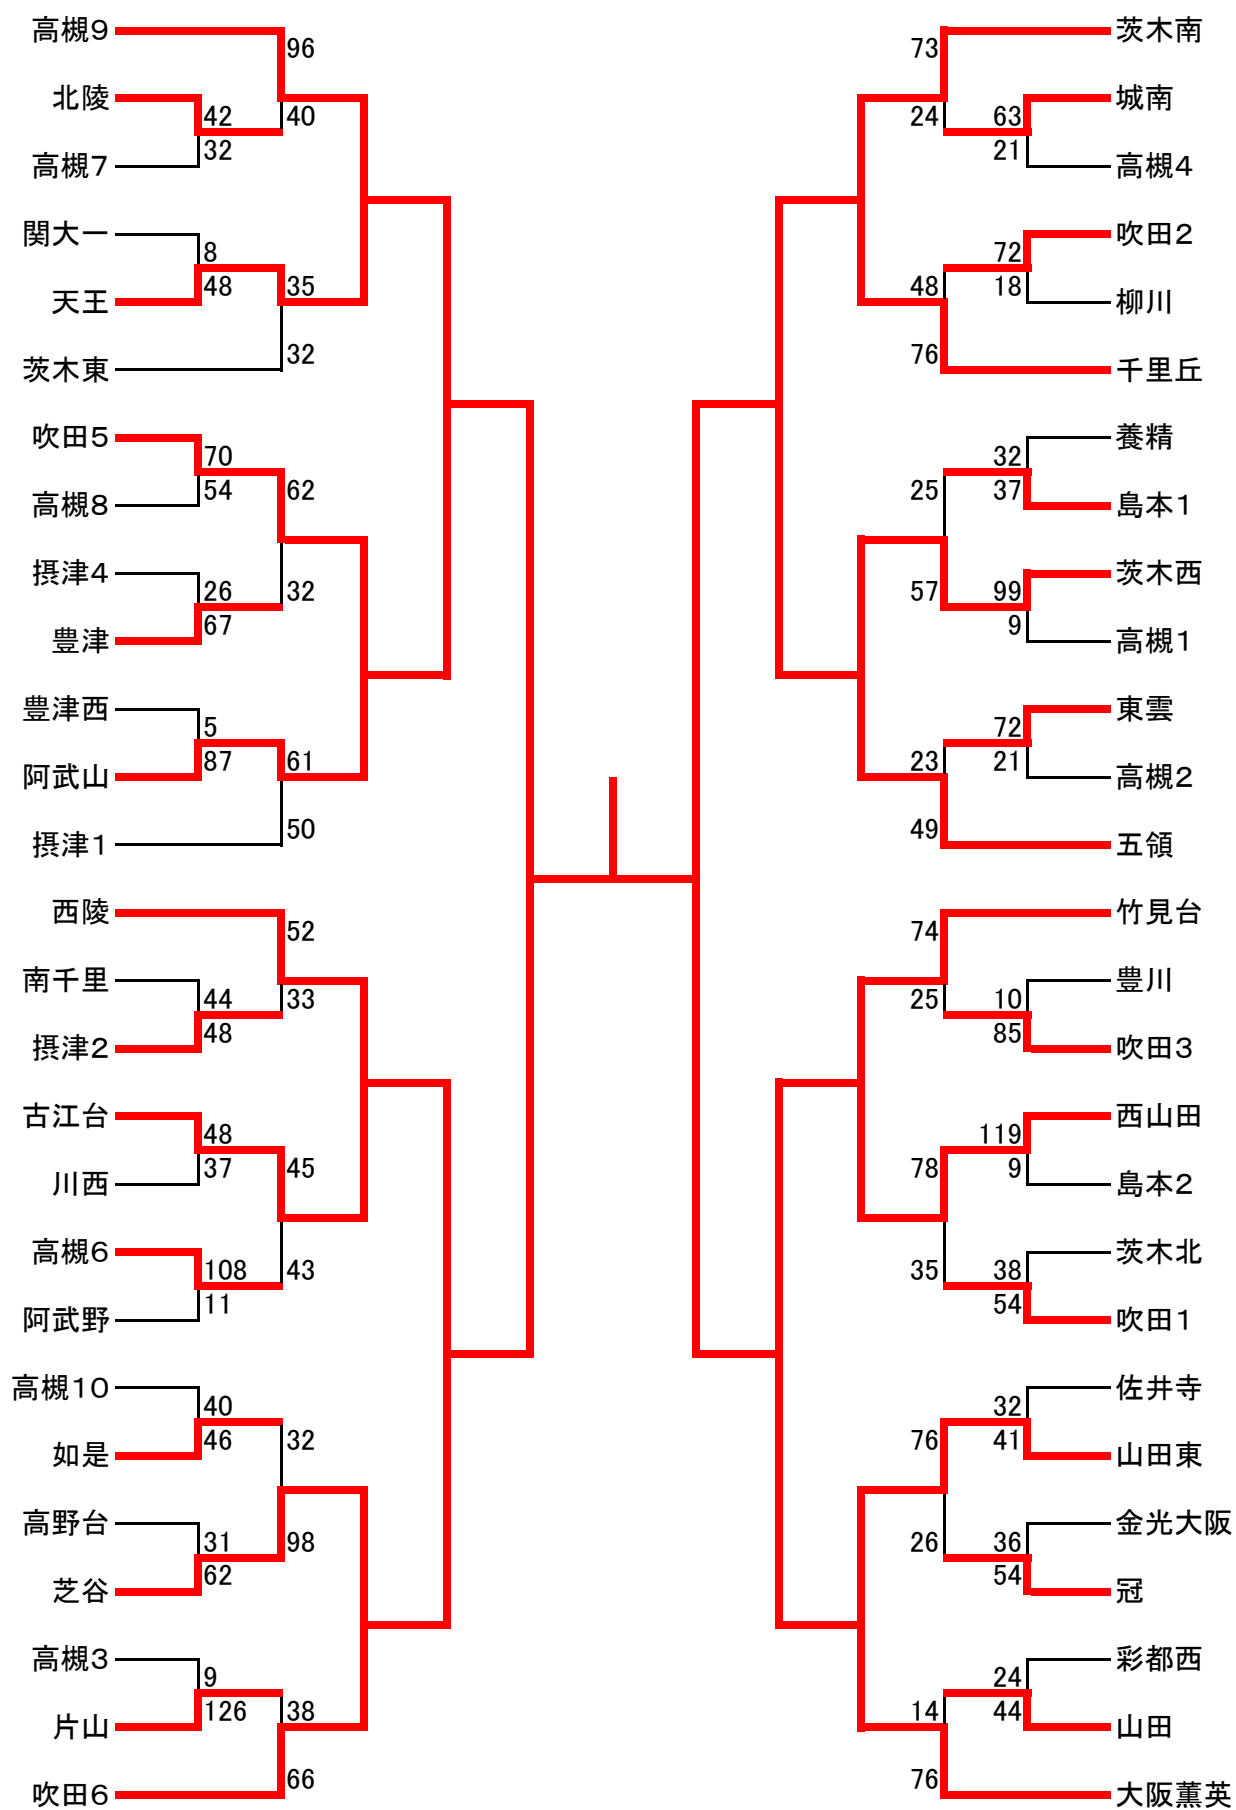 高槻９
96
北陵
42
40
32
高槻７
関大一
8
48
35
天王
32
茨木東
吹田５
70
54
62
高槻８
摂津４
26
32
67
豊津
豊津西
5
87
61
阿武山
50
摂津１
西陵
52
南千里
44
33
48
摂津２
古江台
48
37
45
川西
高槻６
108
43
11
阿武野
高槻１０
40
46
32
如是
高野台
31
98
62
芝谷
高槻３
9
126
38
片山
66
吹田６
茨木南
73
城南
24
63
21
高槻４
吹田２
72
48
18
柳川
76
千里丘
養精
32
25
37
島本１
茨木西
57
99
9
高槻１
東雲
72
23
21
高槻２
49
五領
竹見台
74
豊川
25
10
85
吹田３
西山田
119
78
9
島本２
茨木北
35
38
54
吹田１
佐井寺
32
76
41
山田東
金光大阪
26
36
54
冠
彩都西
24
14
44
山田
76
大阪薫英